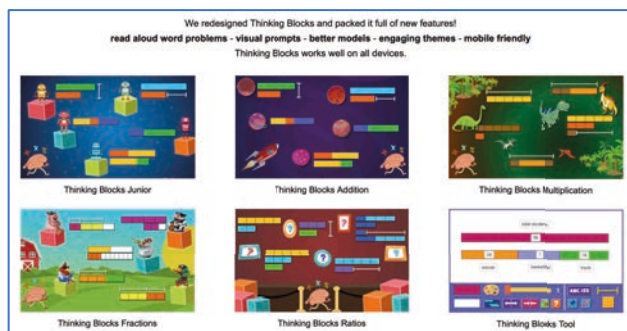 We redesigned Thinking Blocks and packed it full of new features!
read aloud word problems - visual prompts - better models - engaging themes - mobile friendly
Thinking Blocks works well on all devices.
Thinking Blocks Junior
Thinking Blocks Addition
Thinking Blocks Multiplication
Thinking Blocks Fractions
Thinking Blocks Ratios
Thinking Blocks Tool